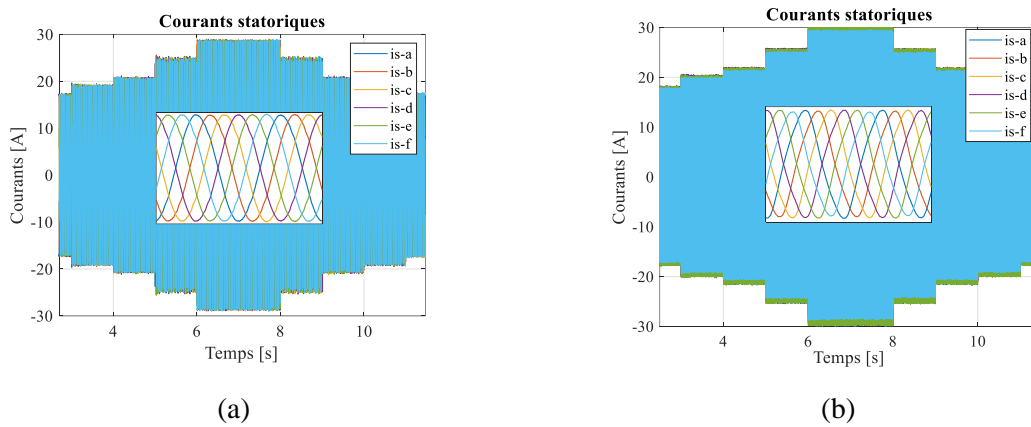 Courants statoriques
30
20
10
0
-10
-20
-30
Courants [A]
4
6
8
10
Temps [s]
is-a
is-b
is-c
is-d
is-e
is-f
(a)
Courants statoriques
30
20
10
0
-10
-20
-30
Courants [A]
4
6
8
10
Temps [s]
is-a
is-b
is-c
is-d
is-e
is-f
(b)